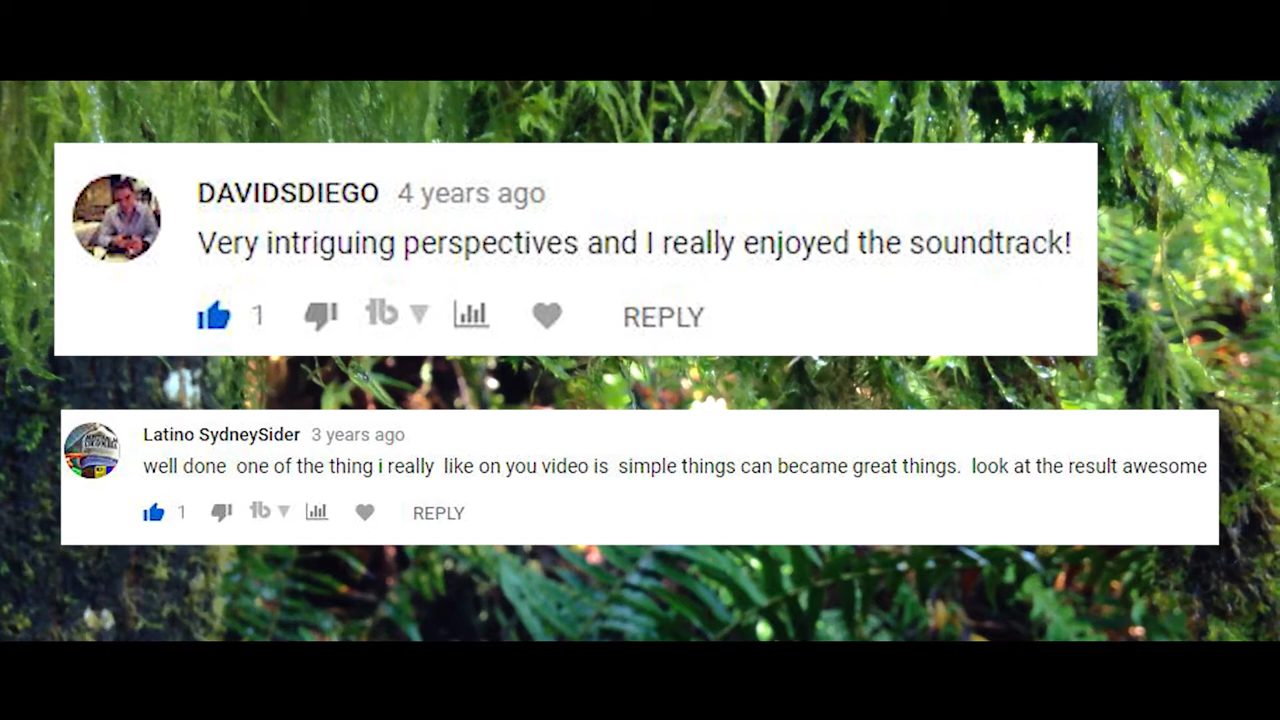 DAVIDSDIEGO 4 years ago
Very intriguing perspectives and I really enjoyed the soundtrack!
1 tb REPLY
Latino SydneySider 3 years ago
well done one of the thing i really like on you video is simple things can became great things. look at the result awesome
1 tb REPLY